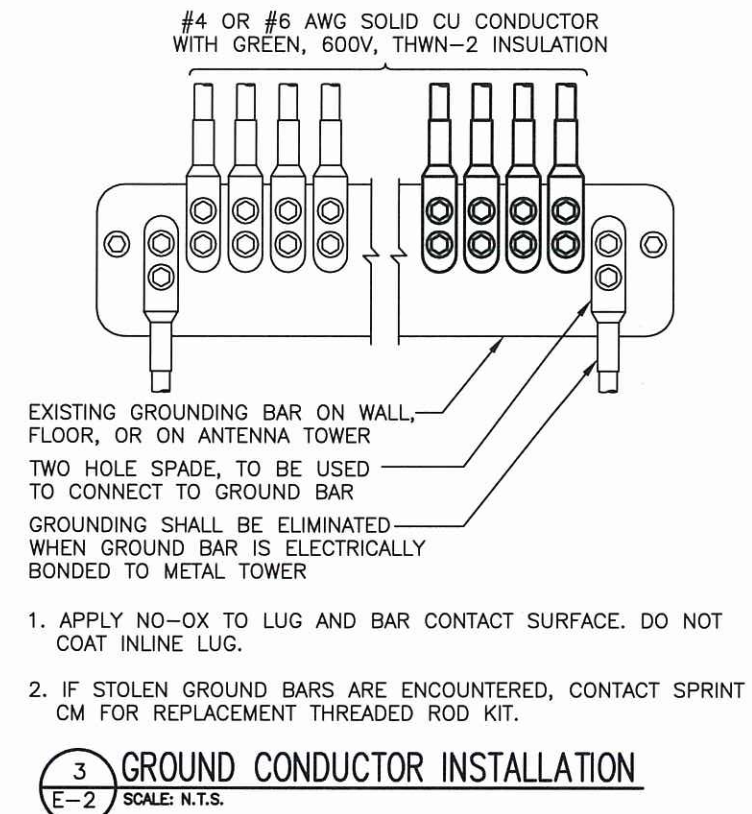 #4 OR #6 AWG SOLID CU CONDUCTOR
WITH GREEN, 600V, THWN-2 INSULATION
EXISTING GROUNDING BAR ON WALL,
FLOOR, OR ON ANTENNA TOWER
TWO HOLE SPADE, TO BE USED
TO CONNECT TO GROUND BAR
GROUNDING SHALL BE ELIMINATED
WHEN GROUND BAR IS ELECTRICALLY
BONDED TO METAL TOWER
1. APPLY NO-OX TO LUG AND BAR CONTACT SURFACE. DO NOT
COAT INLINE LUG.
2. IF STOLEN GROUND BARS ARE ENCOUNTERED, CONTACT SPRINT
CM FOR REPLACEMENT THREADED ROD KIT.
3 GROUND CONDUCTOR INSTALLATION
E-2 SCALE: N.T.S.